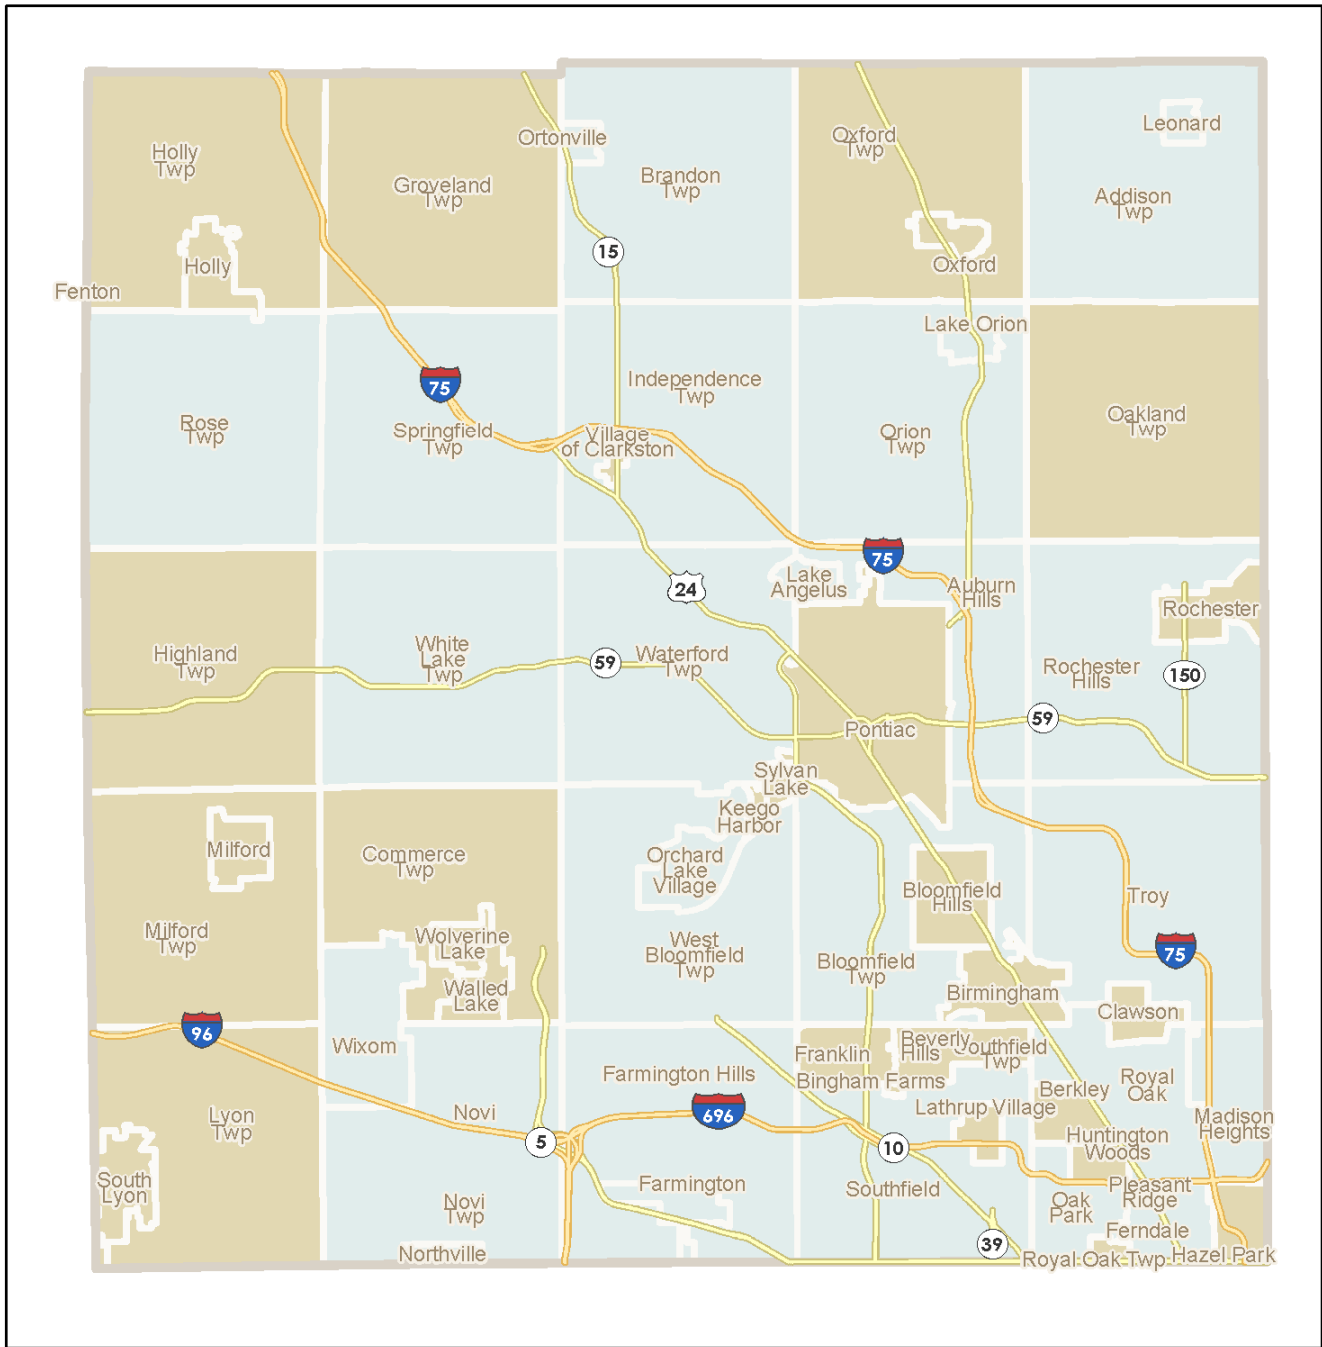 Leonard
Ortonville
Oxford
Twp
Holly
Twp
Brandon
Twp
Groveland
Twp
Addison
Twp
15
Holly
Oxford
Fenton
Lake Orion
75
Independence
Twp
Oakland
Twp
Rose
Twp
Springfield
Twp
Village
of Clarkston
Orion
Twp
75
Lake
Angelus
24
Auburn
Hills
Rochester
Highland
Twp
White
Lake
Twp
59
Waterford
Twp
Rochester
Hills
150
59
Pontiac
Sylvan
Lake
Keego
Harbor
Milford
Commerce
Twp
Orchard
Lake
Village
Bloomfield
Hills
Troy
Milford
Twp
Wolverine
Lake
West
Bloomfield
Twp
Bloomfield
Twp
75
Walled
Lake
Birmingham
Clawson
96
Wixom
Franklin
Beverly
Hills
Southfield
Twp
Farmington Hills
Bingham Farms
Berkley
Royal
Oak
Lyon
Twp
Novi
696
Lathrup Village
Madison
Heights
5
10
Huntington
Woods
South
Lyon
Farmington
Southfield
Pleasant
Ridge
Novi
Twp
Oak
Park
Ferndale
39
Northville
Royal Oak Twp
Hazel Park